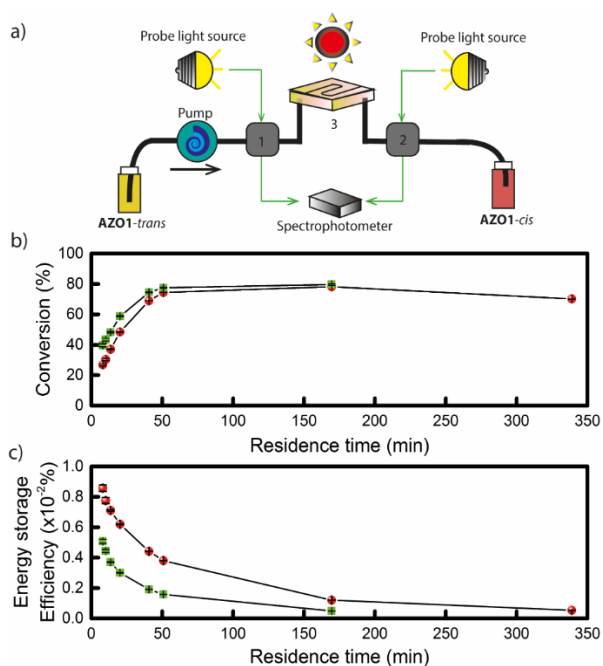 a)
Probe light source
Probe light source
Pump
1
3
2
AZO1-trans
Spectrophotometer
AZO1-cis
b)
Conversion (%)
100
80
60
40
20
0
0 50 100 150 200 250 300 350
Residence time (min)
c)
Energy storage
Efficiency (x10⁻²%)
1.0
0.8
0.6
0.4
0.2
0.0
0 50 100 150 200 250 300 350
Residence time (min)